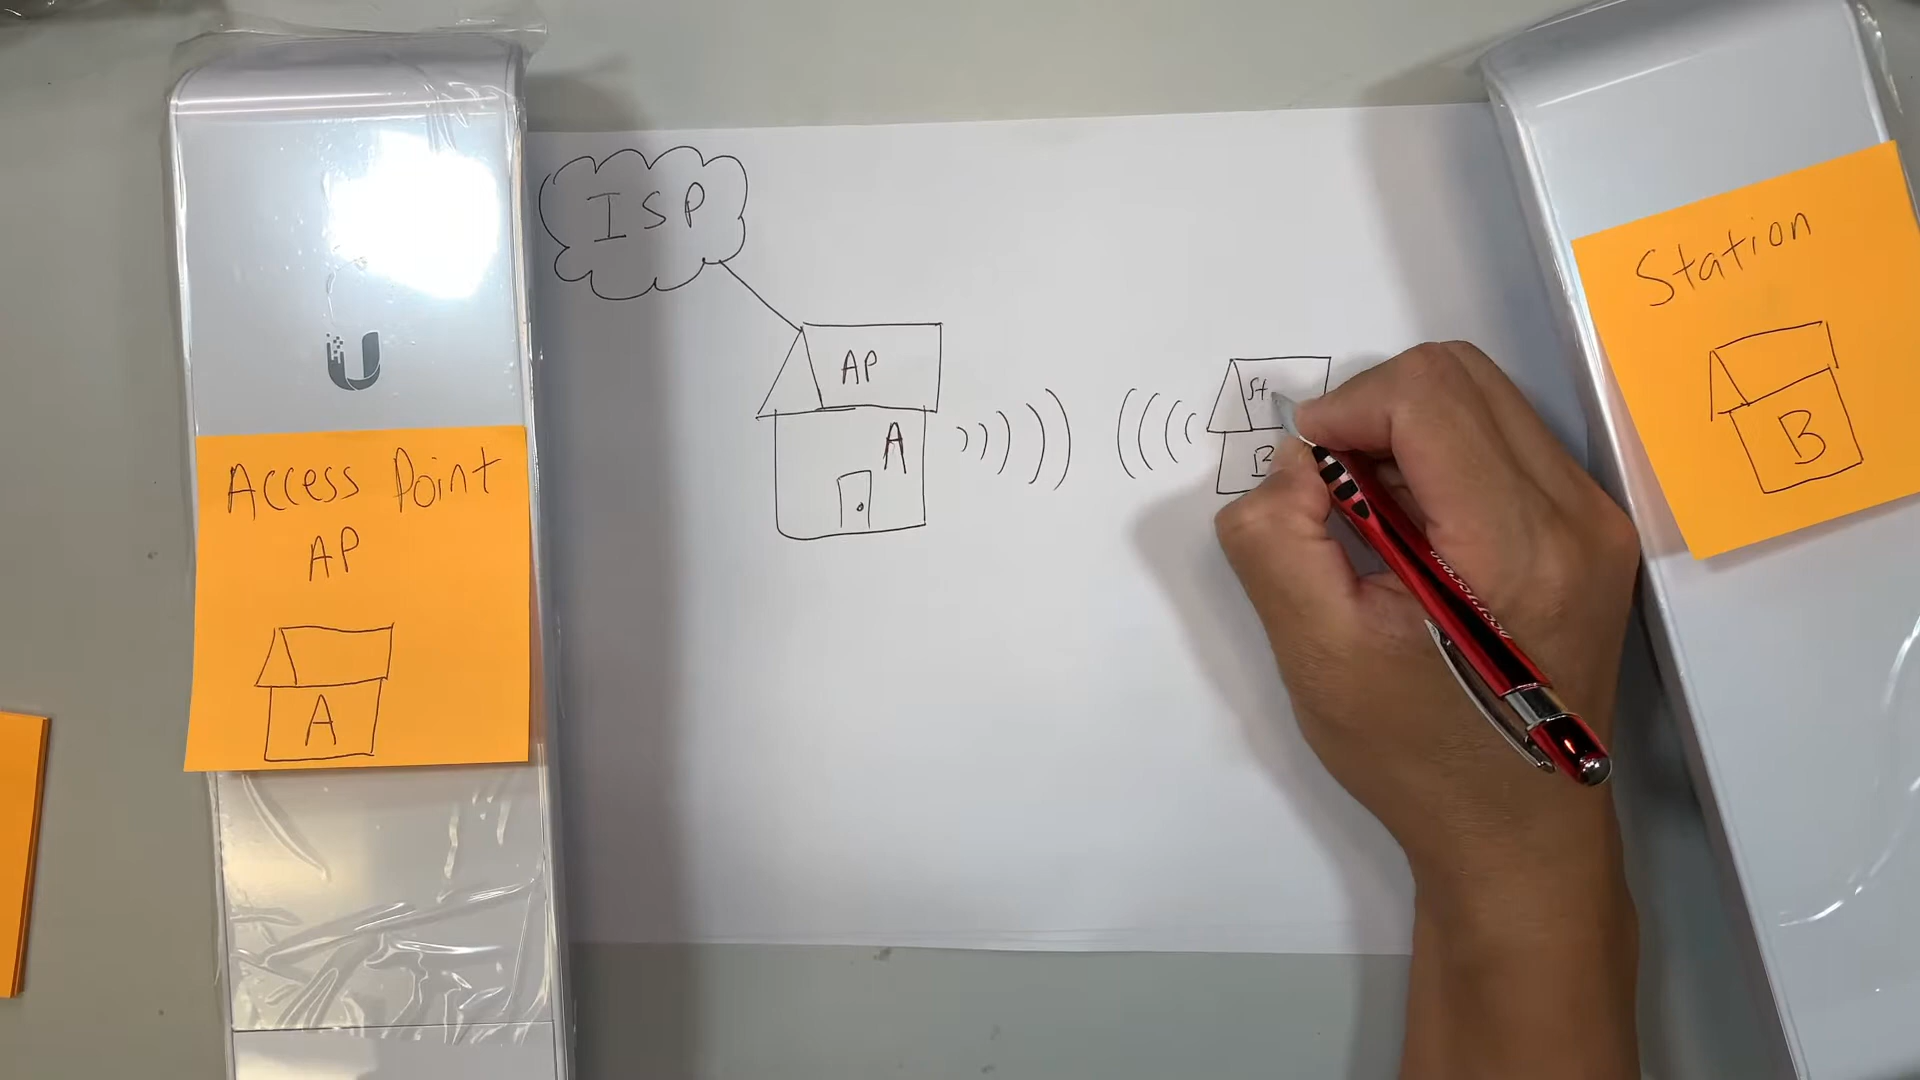 ISP
AP
A
St
B
Access Point
AP
A
Station
B
U